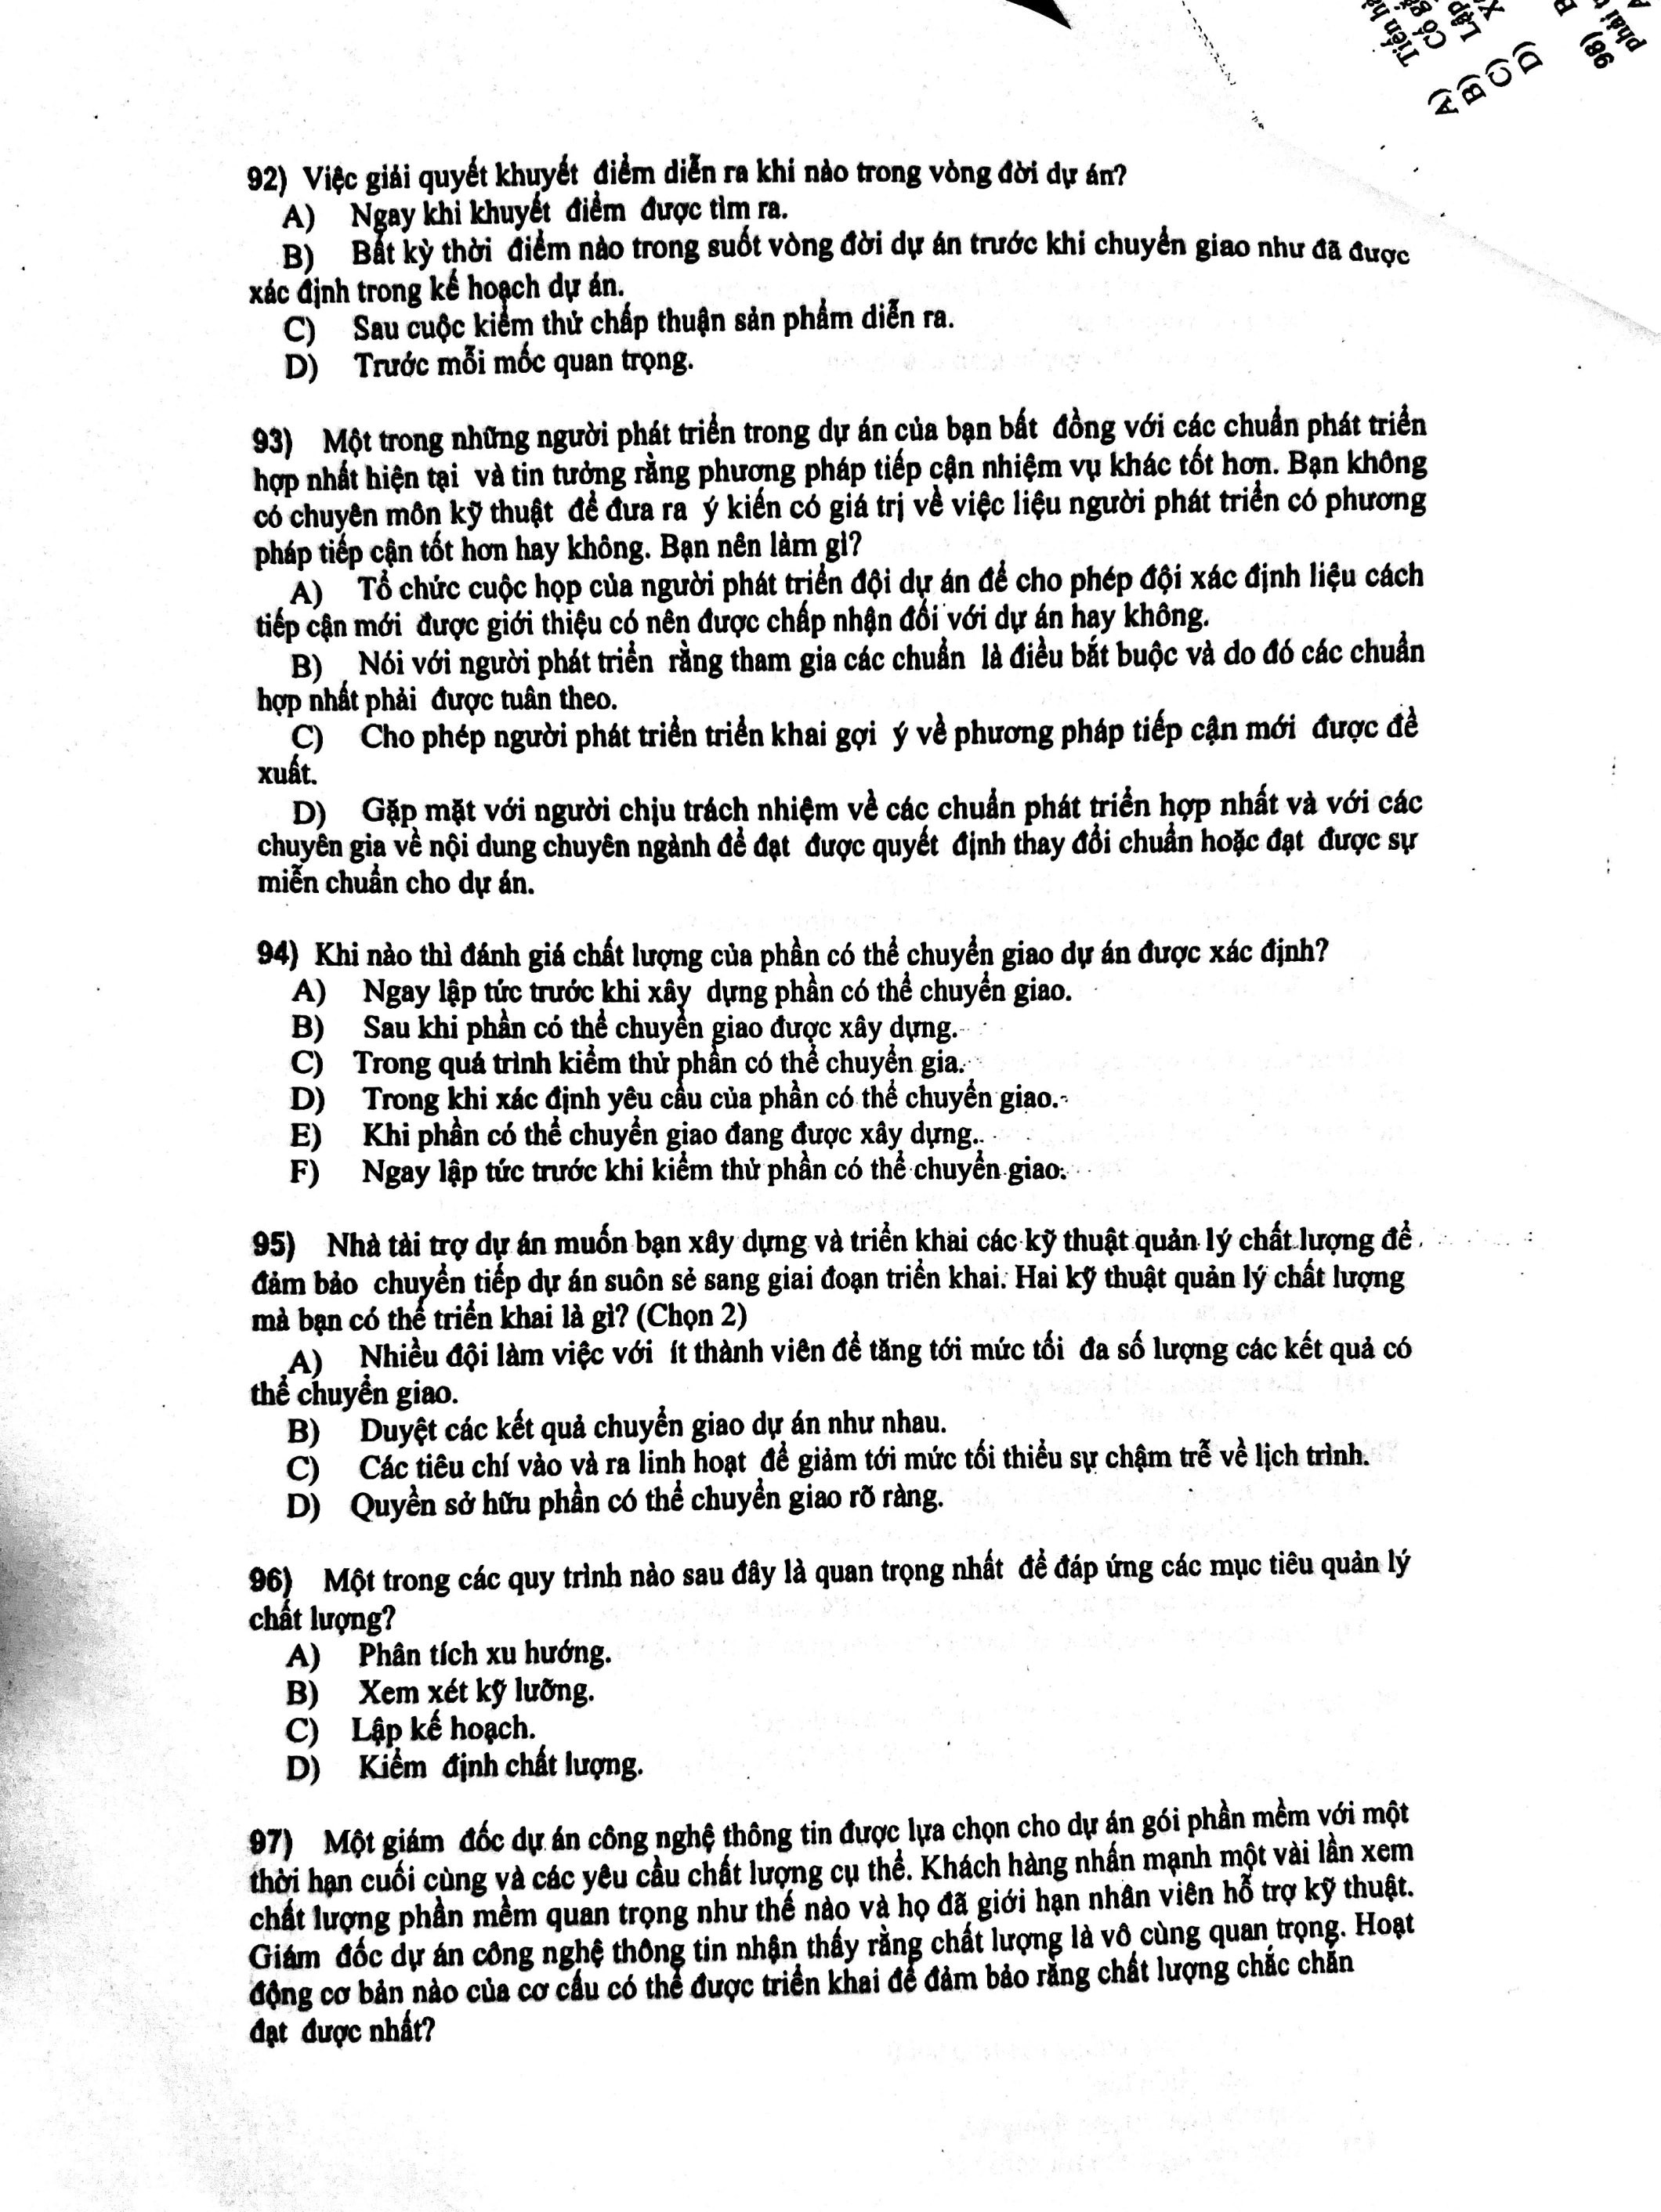 Tiến h
Có g
Lập
X
A)
B)
C)
D)
98)
phải t
A
B
92) Việc giải quyết khuyết điểm diễn ra khi nào trong vòng đời dự án?
A) Ngay khi khuyết điểm được tìm ra.
B) Bất kỳ thời điểm nào trong suốt vòng đời dự án trước khi chuyển giao như đã được
xác định trong kế hoạch dự án.
C) Sau cuộc kiểm thử chấp thuận sản phẩm diễn ra.
D) Trước mỗi mốc quan trọng.
93) Một trong những người phát triển trong dự án của bạn bất đồng với các chuẩn phát triển
hợp nhất hiện tại và tin tưởng rằng phương pháp tiếp cận nhiệm vụ khác tốt hơn. Bạn không
có chuyên môn kỹ thuật để đưa ra ý kiến có giá trị về việc liệu người phát triển có phương
pháp tiếp cận tốt hơn hay không. Bạn nên làm gì?
A) Tổ chức cuộc họp của người phát triển đội dự án để cho phép đội xác định liệu cách
tiếp cận mới được giới thiệu có nên được chấp nhận đối với dự án hay không.
B) Nói với người phát triển rằng tham gia các chuẩn là điều bắt buộc và do đó các chuẩn
hợp nhất phải được tuân theo.
C) Cho phép người phát triển triển khai gợi ý về phương pháp tiếp cận mới được đề
xuất.
D) Gặp mặt với người chịu trách nhiệm về các chuẩn phát triển hợp nhất và với các
chuyên gia về nội dung chuyên ngành để đạt được quyết định thay đổi chuẩn hoặc đạt được sự
miễn chuẩn cho dự án.
94) Khi nào thì đánh giá chất lượng của phần có thể chuyển giao dự án được xác định?
A) Ngay lập tức trước khi xây dựng phần có thể chuyển giao.
B) Sau khi phần có thể chuyển giao được xây dựng.
C) Trong quá trình kiểm thử phần có thể chuyển gia.
D) Trong khi xác định yêu cầu của phần có thể chuyển giao.
E) Khi phần có thể chuyển giao đang được xây dựng.
F) Ngay lập tức trước khi kiểm thử phần có thể chuyển giao.
95) Nhà tài trợ dự án muốn bạn xây dựng và triển khai các kỹ thuật quản lý chất lượng để
đảm bảo chuyển tiếp dự án suôn sẻ sang giai đoạn triển khai. Hai kỹ thuật quản lý chất lượng
mà bạn có thể triển khai là gì? (Chọn 2)
A) Nhiều đội làm việc với ít thành viên để tăng tới mức tối đa số lượng các kết quả có
thể chuyển giao.
B) Duyệt các kết quả chuyển giao dự án như nhau.
C) Các tiêu chí vào và ra linh hoạt để giảm tới mức tối thiểu sự chậm trễ về lịch trình.
D) Quyền sở hữu phần có thể chuyển giao rõ ràng.
96) Một trong các quy trình nào sau đây là quan trọng nhất để đáp ứng các mục tiêu quản lý
chất lượng?
A) Phân tích xu hướng.
B) Xem xét kỹ lưỡng.
C) Lập kế hoạch.
D) Kiểm định chất lượng.
97) Một giám đốc dự án công nghệ thông tin được lựa chọn cho dự án gói phần mềm với một
thời hạn cuối cùng và các yêu cầu chất lượng cụ thể. Khách hàng nhấn mạnh một vài lần xem
chất lượng phần mềm quan trọng như thế nào và họ đã giới hạn nhân viên hỗ trợ kỹ thuật.
Giám đốc dự án công nghệ thông tin nhận thấy rằng chất lượng là vô cùng quan trọng. Hoạt
động cơ bản nào của cơ cấu có thể được triển khai để đảm bảo rằng chất lượng chắc chắn
đạt được nhất?